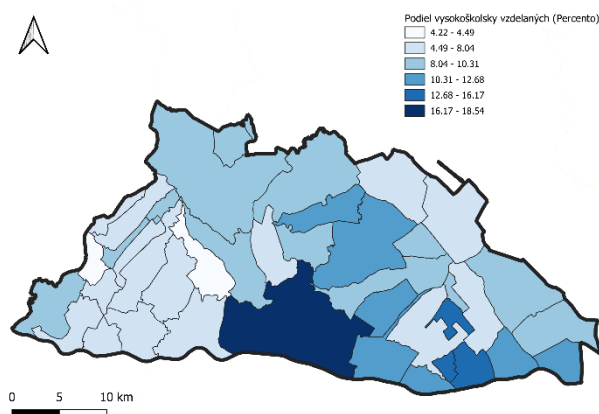 Podiel vysokoškolsky vzdelaných (Percento)
4.22 - 4.49
4.49 - 8.04
8.04 - 10.31
10.31 - 12.68
12.68 - 16.17
16.17 - 18.54
0 5 10 km